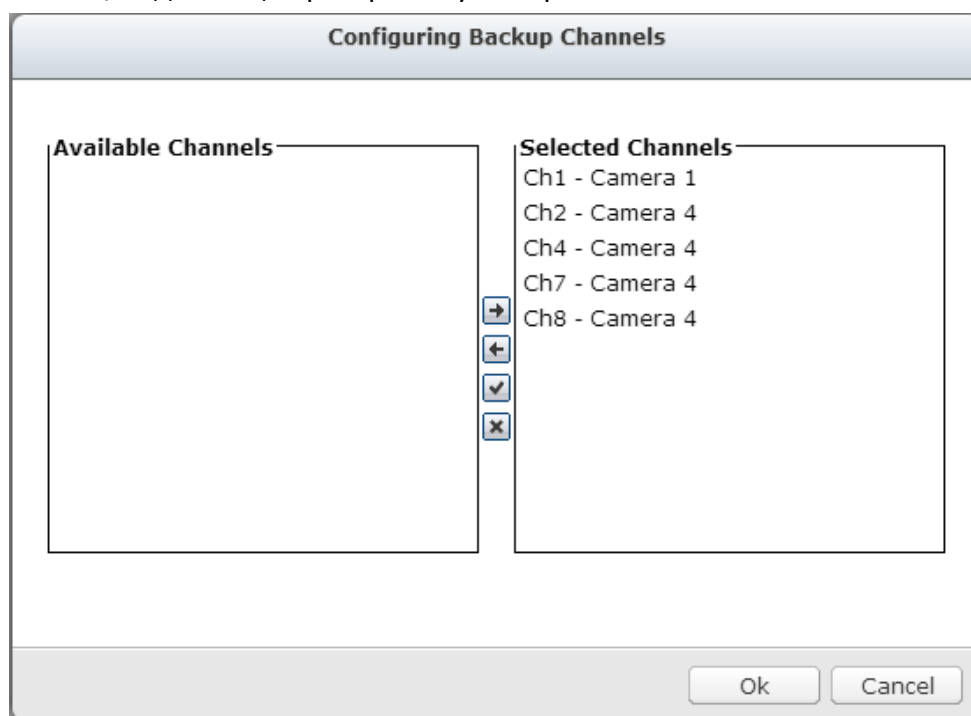 Configuring Backup Channels
Available Channels
Selected Channels
Ch1 - Camera 1
Ch2 - Camera 4
Ch4 - Camera 4
Ch7 - Camera 4
Ch8 - Camera 4
Ok
Cancel